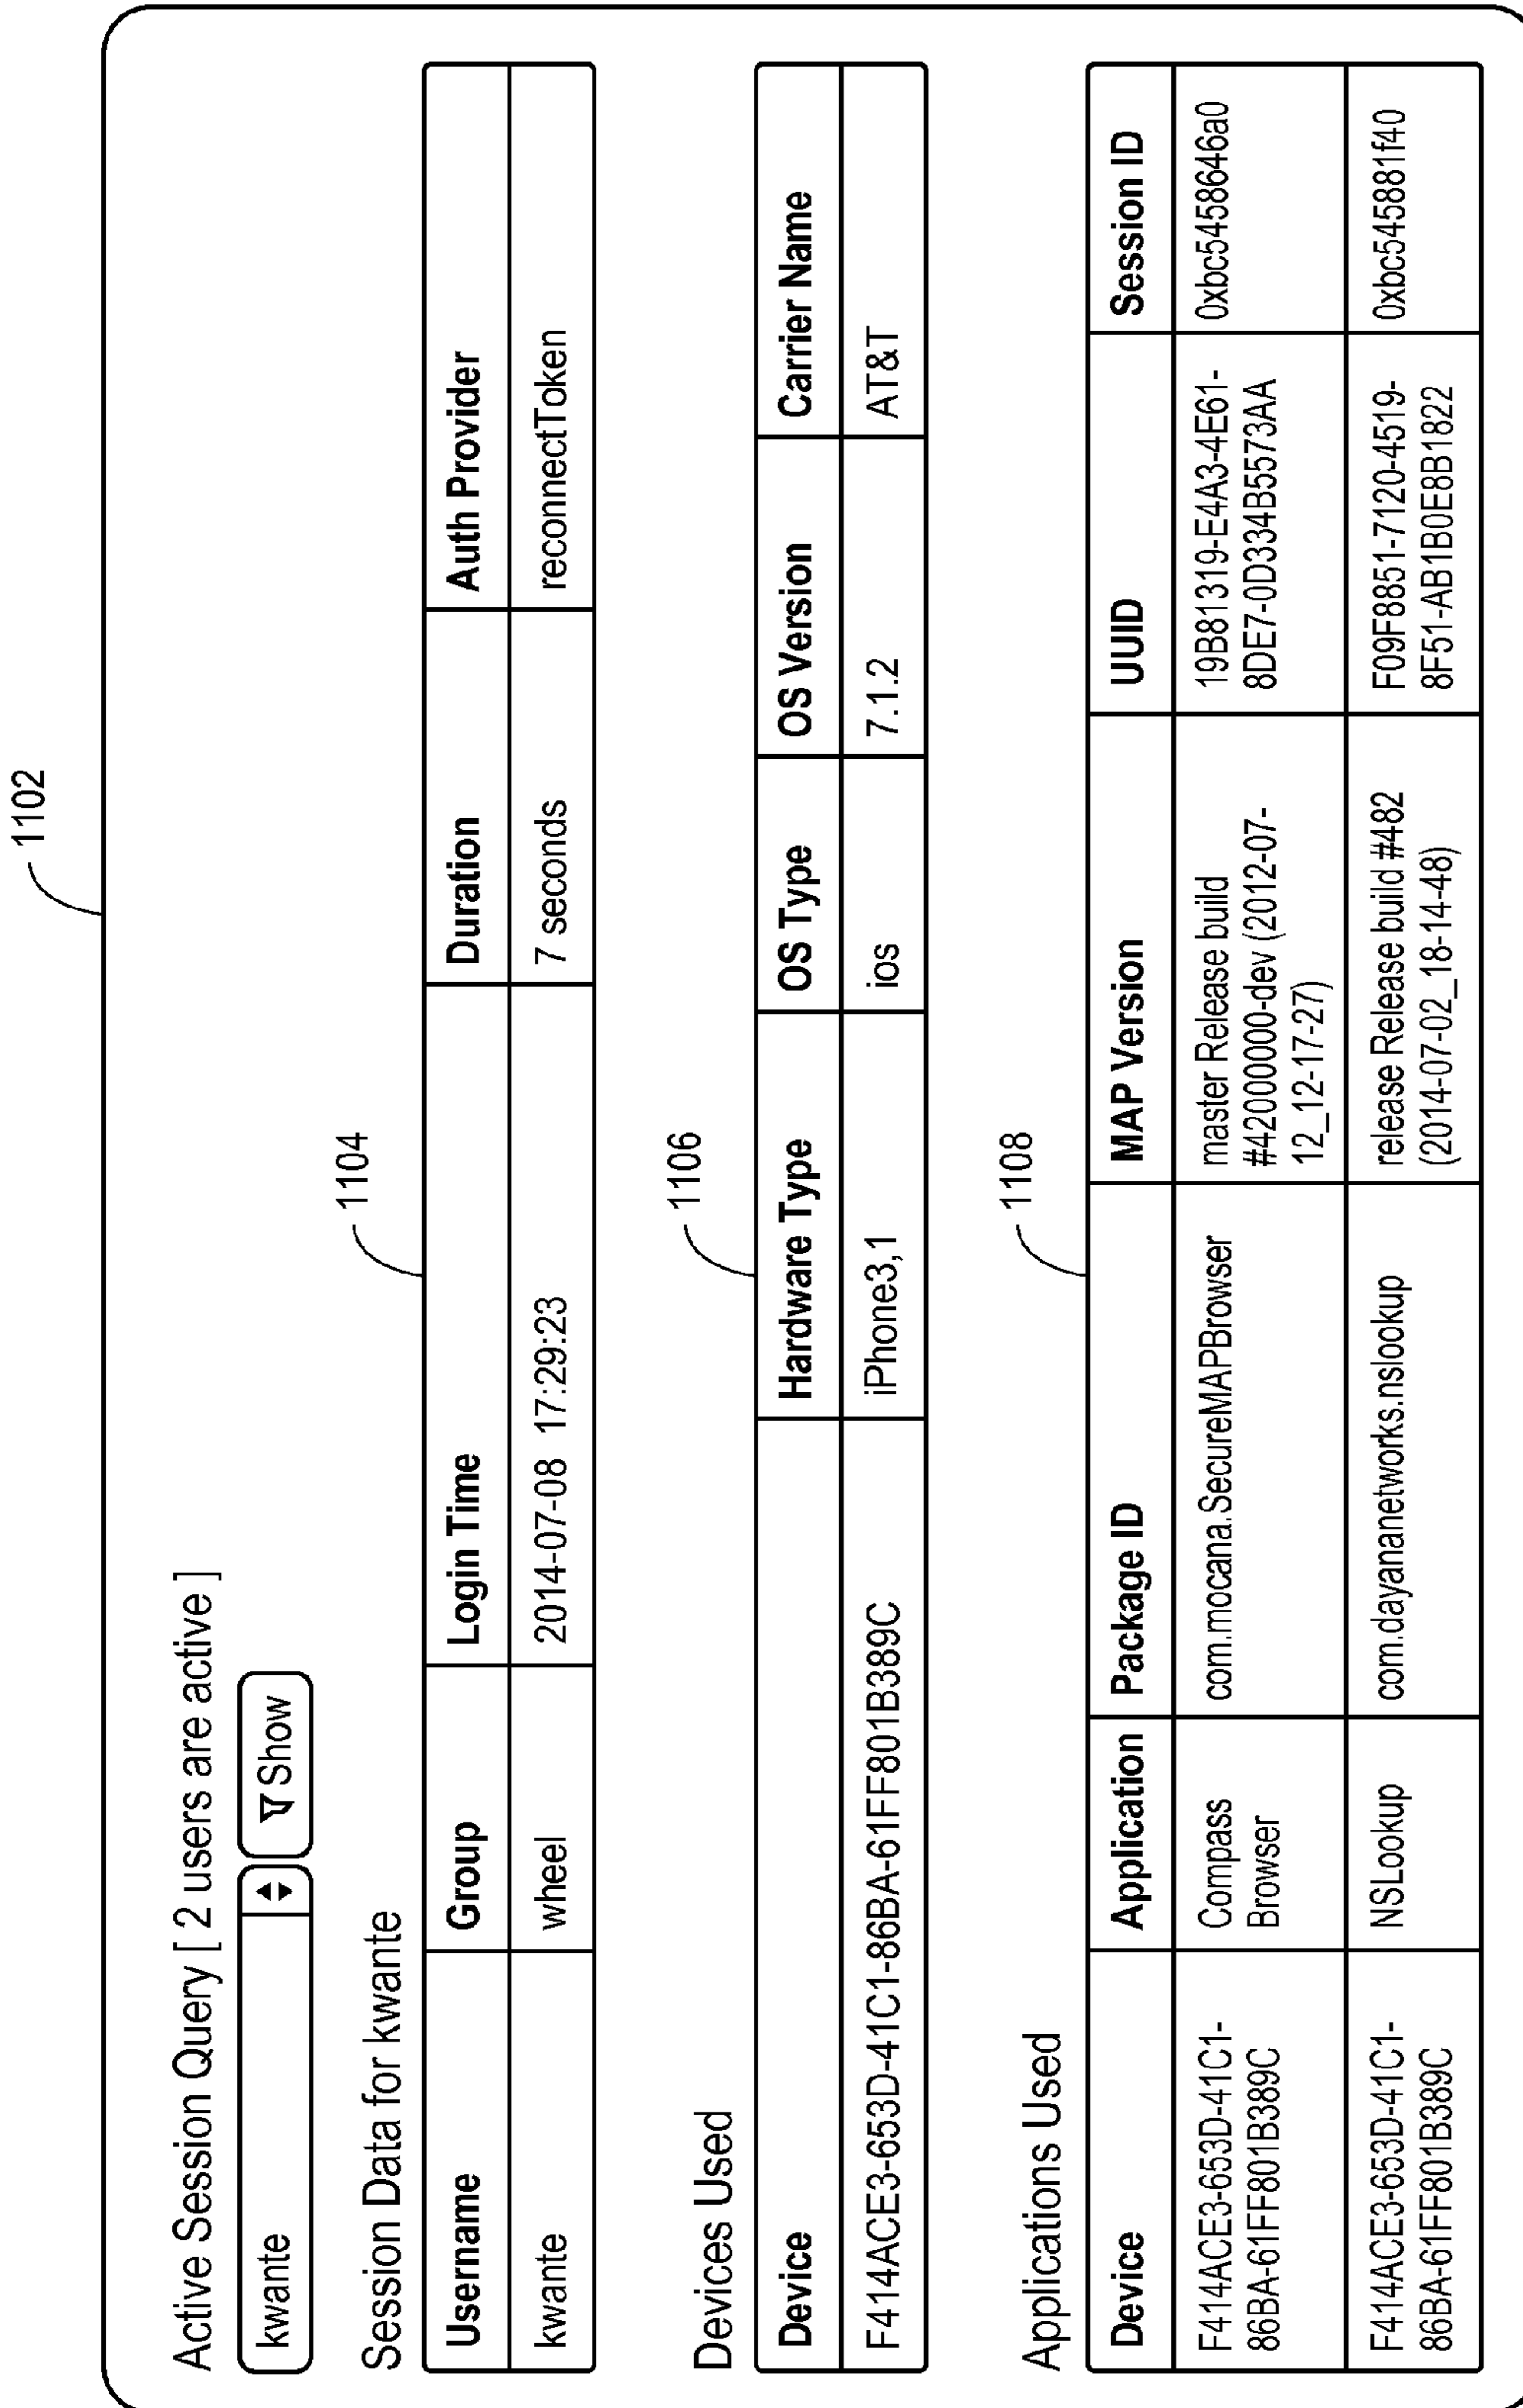 1102
Active Session Query [ 2 users are active ]
kwante Show
Session Data for kwante
1104
Username Group Login Time Duration Auth Provider
kwante wheel 2014-07-08 17:29:23 7 seconds reconnectToken
Devices Used
1106
Device Hardware Type OS Type OS Version Carrier Name
F414ACE3-653D-41C1-86BA-61FF801B389C iPhone3,1 ios 7.1.2 AT&T
Applications Used
1108
Device Application Package ID MAP Version UUID Session ID
F414ACE3-653D-41C1-
86BA-61FF801B389C
Compass
Browser
com.mocana.SecureMAPBrowser
master Release build
#4200000-dev (2012-07-
12_12-17-27)
19B81319-E4A3-4E61-
8DE7-0D334B5573AA
0xbc545864 6a0
F414ACE3-653D-41C1-
86BA-61FF801B389C
NSLookup
com.dayananetworks.nslookup
release Release build #482
(2014-07-02_18-14-48)
F09F8851-7120-4519-
8F51-AB1B0E8B1822
0xbc545881f40